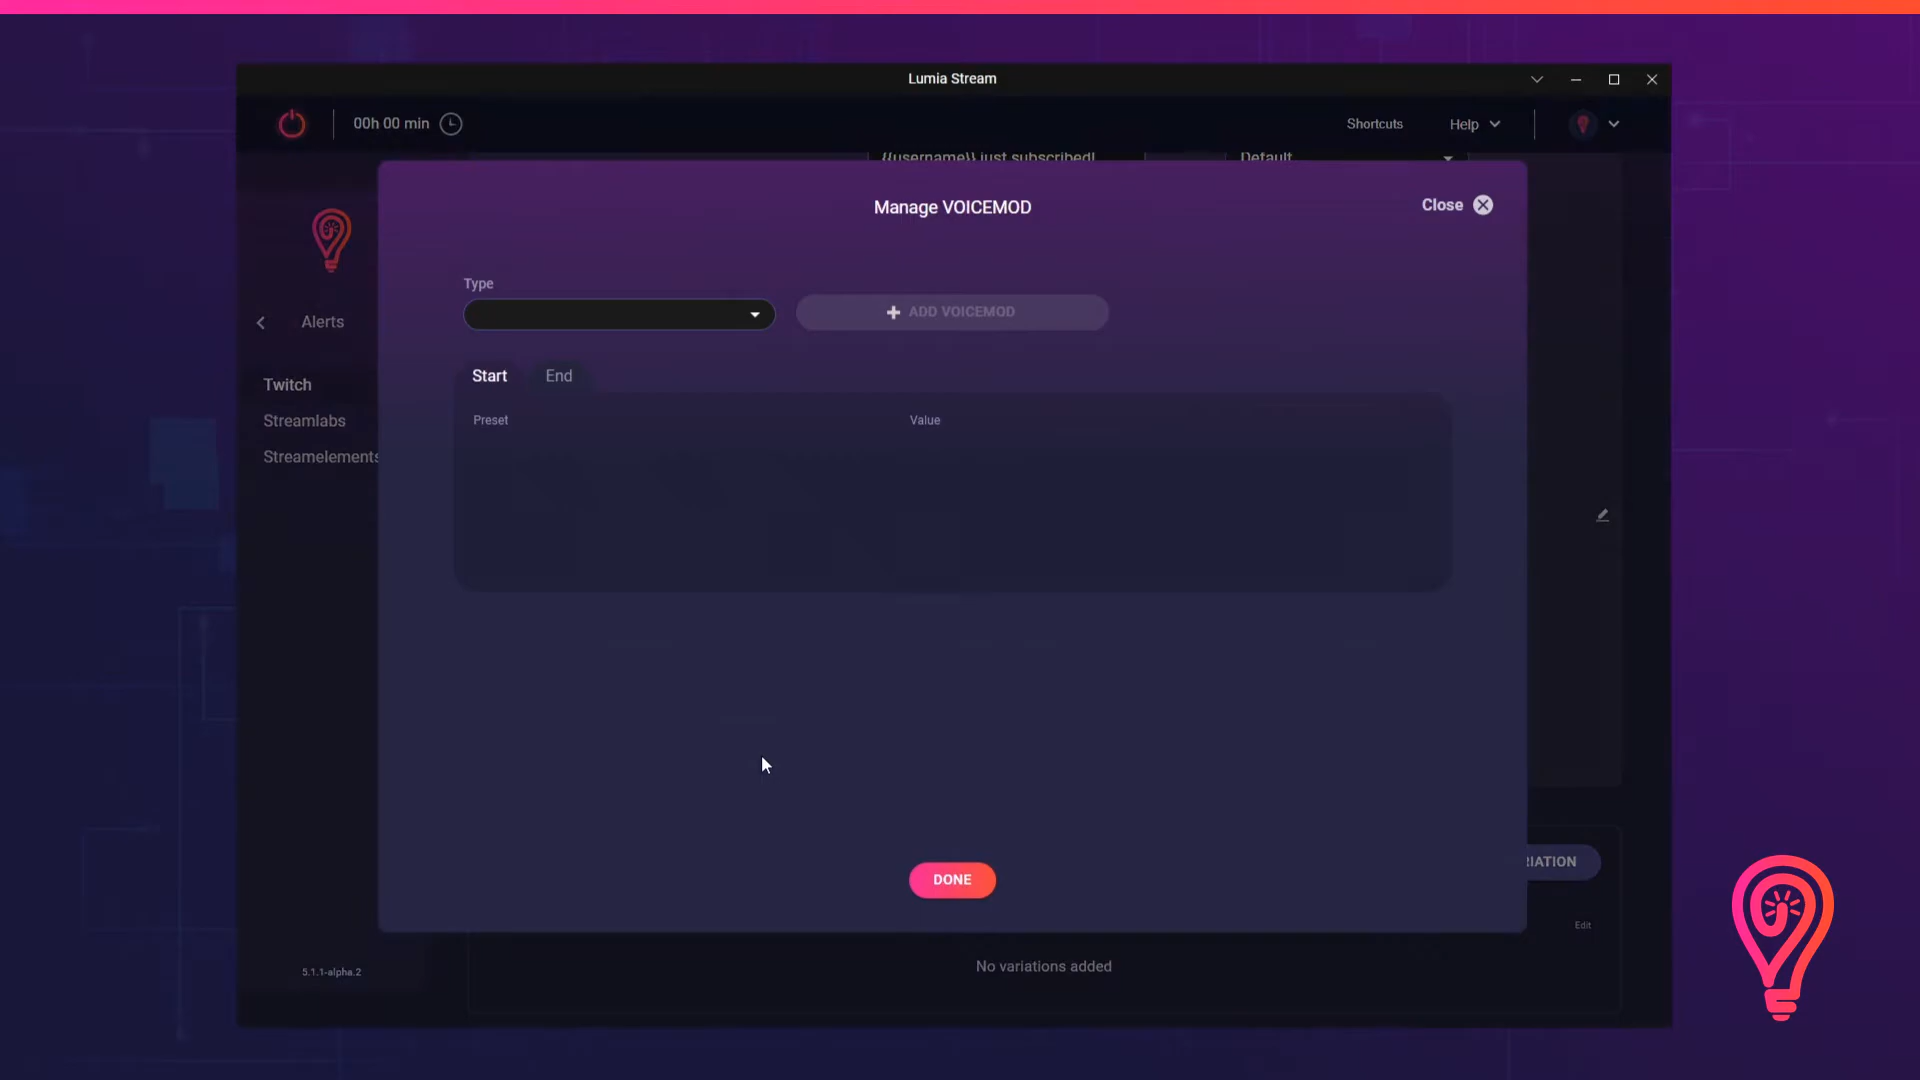 Lumia Stream
00h 00 min
Shortcuts
Help
{{username}} just subscribed!
Default
Manage VOICEMOD
Close
Type
ADD VOICEMOD
Alerts
Start
End
Twitch
Streamlabs
Streamelements
Preset
Value
DONE
RIATION
Edit
No variations added
5.1.1-alpha.2